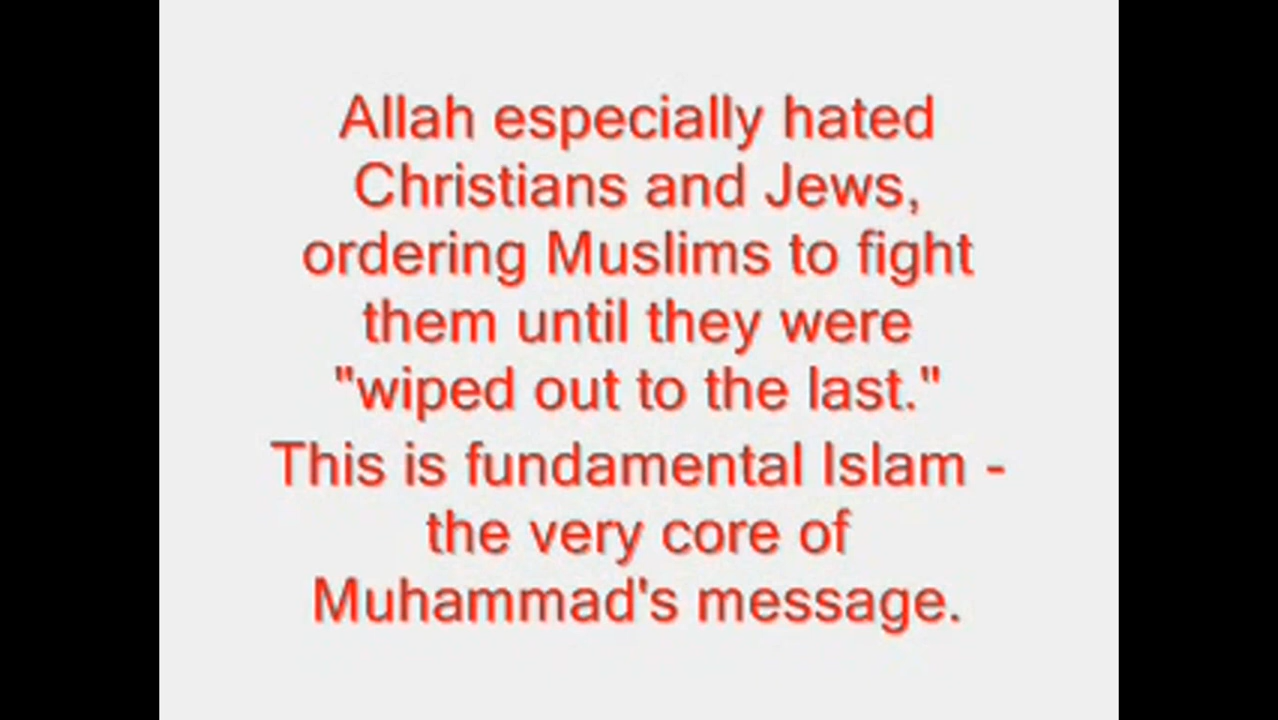 Allah especially hated
Christians and Jews,
ordering Muslims to fight
them until they were
"wiped out to the last."
This is fundamental Islam -
the very core of
Muhammad's message.